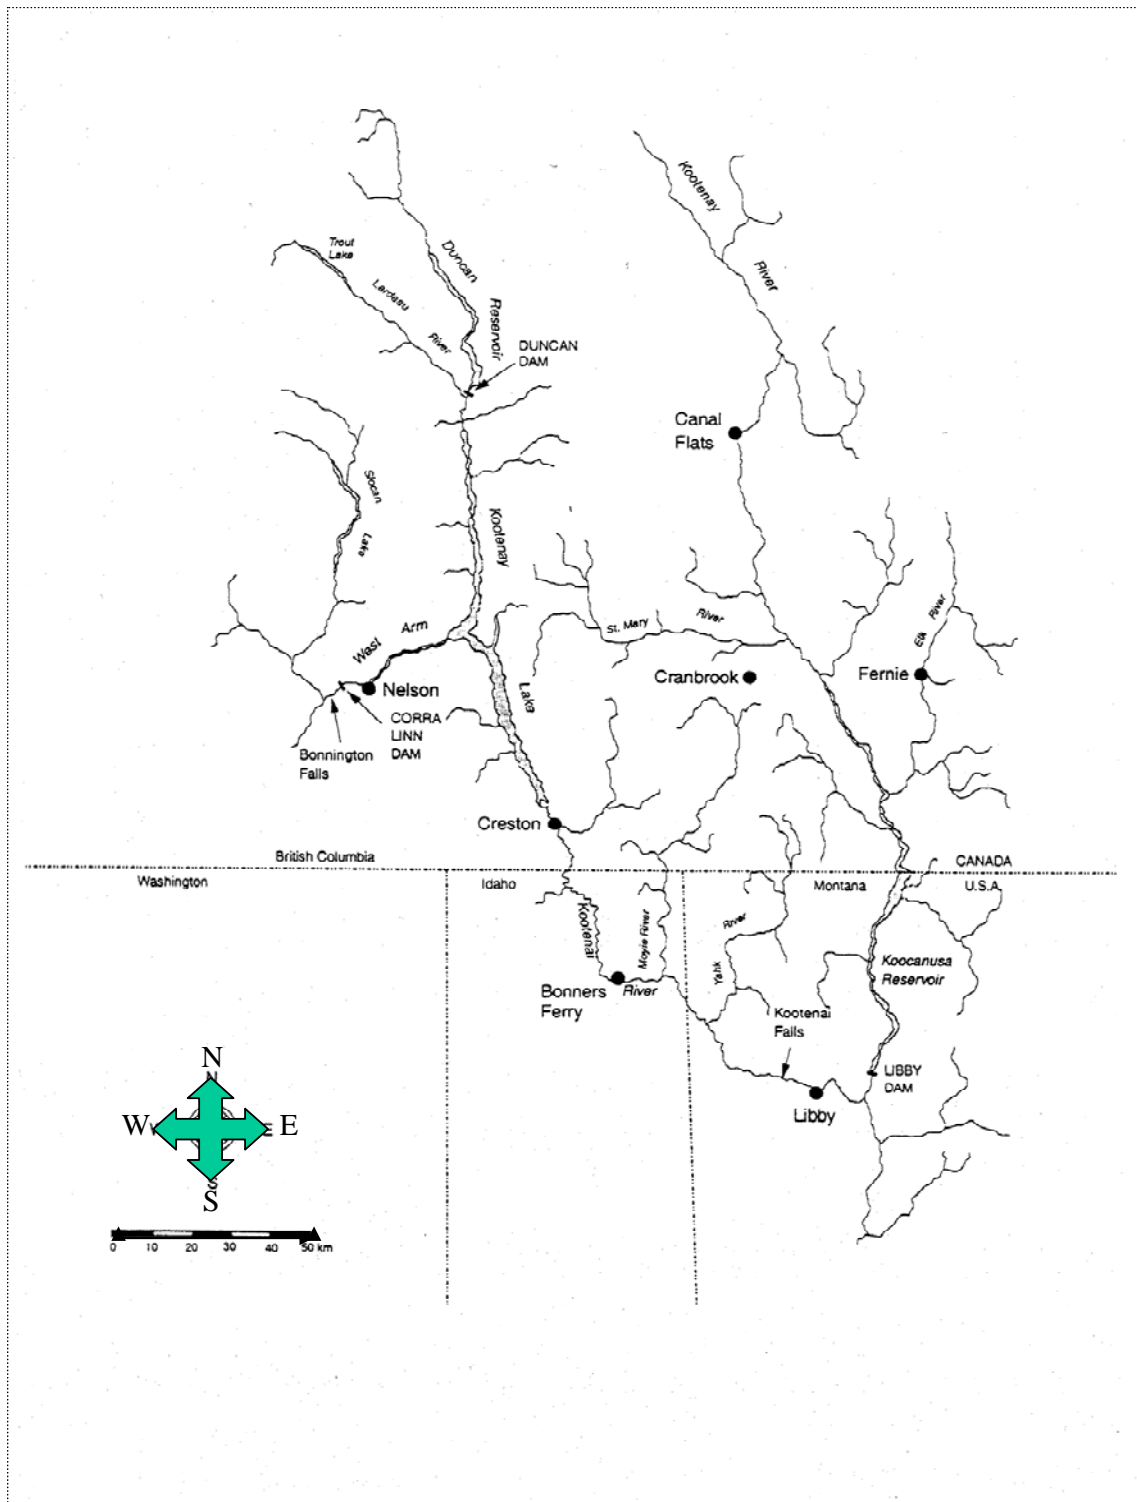 Kootenay
River
Trout
Lake
Duncan
Reservoir
Lardeau
River
DUNCAN
DAM
Canal
Flats
Slocan
Lake
Kootenay
Lake
West Arm
St. Mary River
Elk River
Cranbrook
Fernie
Nelson
CORRA
LINN
DAM
Bonnington
Falls
Creston
British Columbia
CANADA
Washington
Idaho
Montana
U.S.A.
Kootenai
River
Moyie River
Yahk River
Koocanusa
Reservoir
Bonners
Ferry
Kootenai
Falls
LIBBY
DAM
Libby
N
N
W
E
E
S
S
0 10 20 30 40 50 km